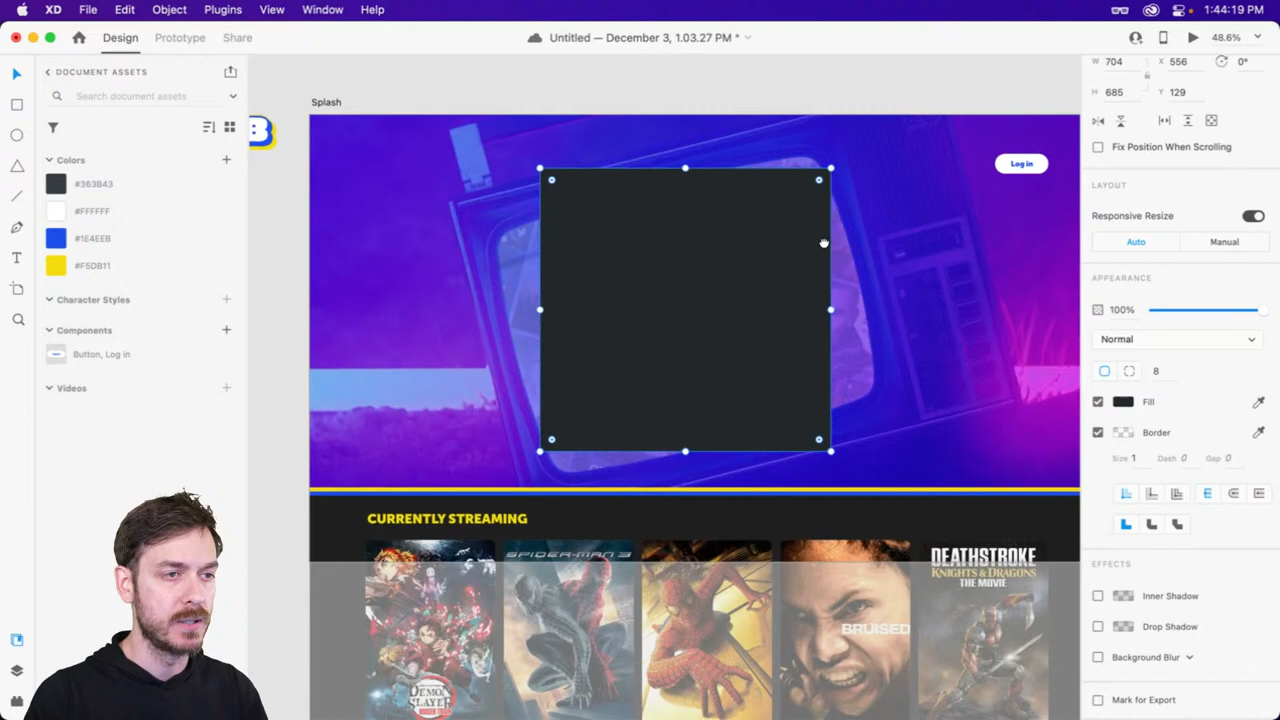 XD File Edit Object Plugins View Window Help 1:44:19 PM
Design Prototype Share Untitled — December 3, 1.03.27 PM * 48.6%
DOCUMENT ASSETS
Search document assets
Colors
#363B43
#FFFFFF
#1E4EEB
#F5DB11
Character Styles
Components
Button, Log in
Videos
B
Splash
Log in
CURRENTLY STREAMING
DEMON
SLAYER
SPIDER-MAN 3
BRUISED
DEATHSTROKE
KNIGHTS & DRAGONS
THE MOVIE
W 704 X 556 0°
H 685 Y 129
Fix Position When Scrolling
LAYOUT
Responsive Resize
Auto Manual
APPEARANCE
100%
Normal
8
Fill
Border
Size 1 Dash 0 Gap 0
EFFECTS
Inner Shadow
Drop Shadow
Background Blur
Mark for Export